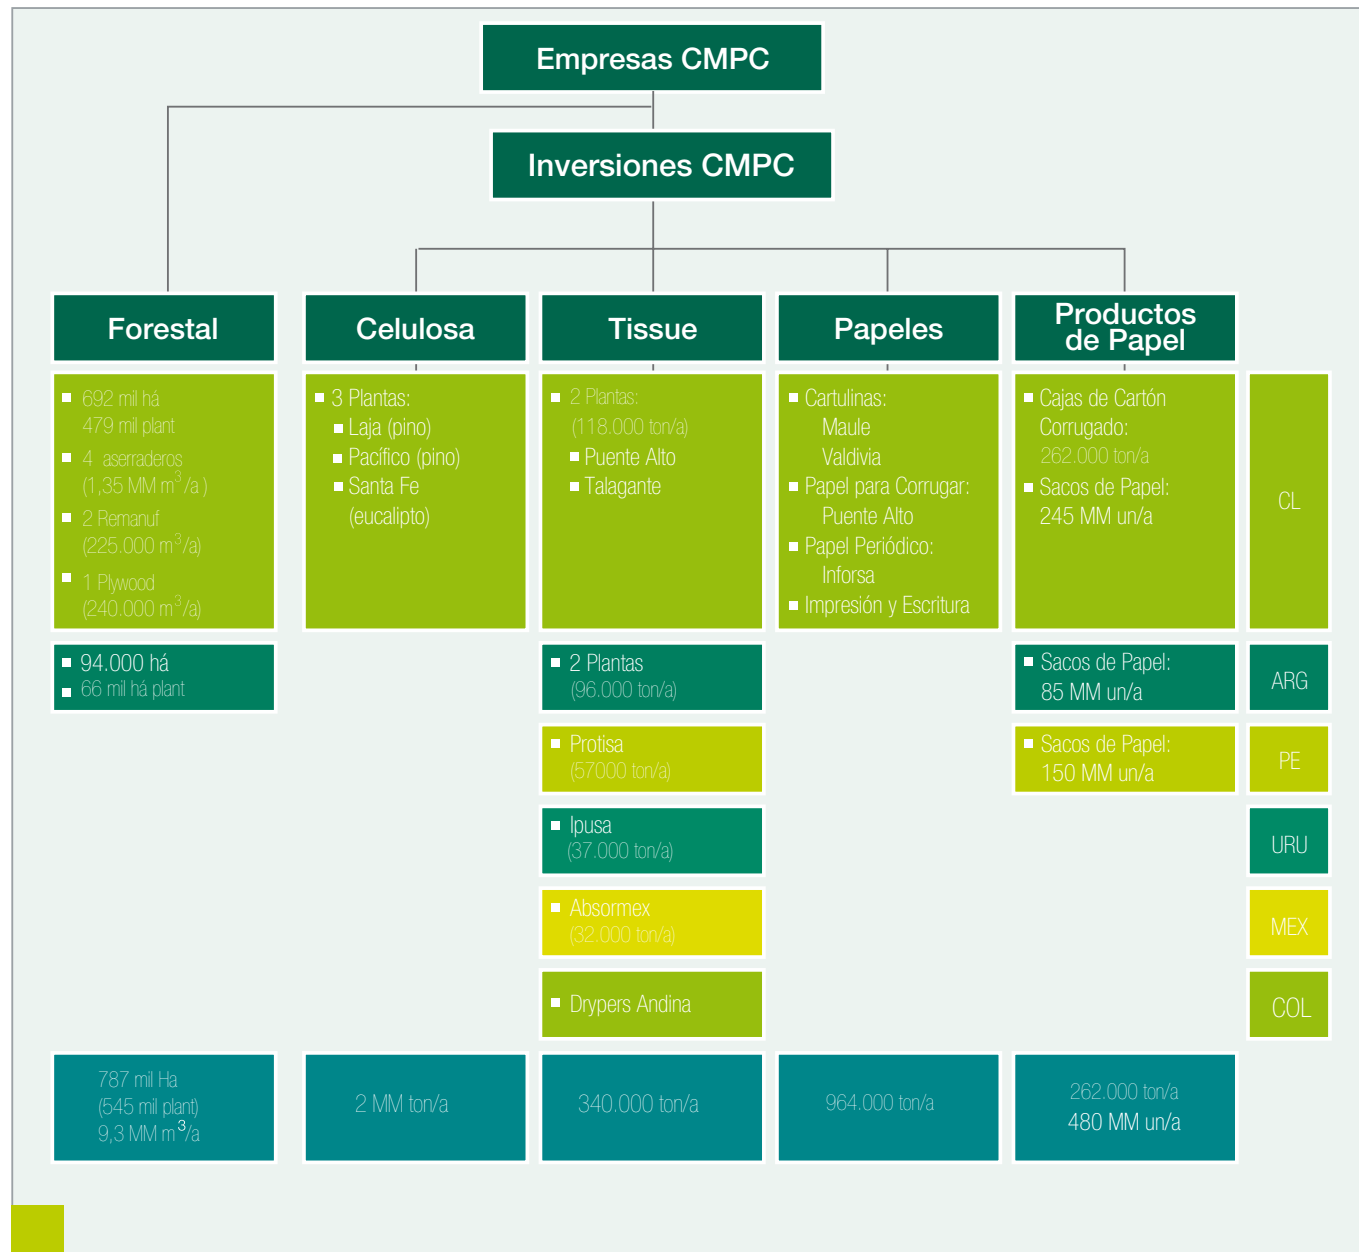 Empresas CMPC
Inversiones CMPC
Forestal
Celulosa
Tissue
Papeles
Productos
de Papel
692 mil há
479 mil plant
4 aserraderos
(1,35 MM m³/a )
2 Remanuf
(225.000 m³/a)
1 Plywood
(240.000 m³/a)
3 Plantas:
Laja (pino)
Pacífico (pino)
Santa Fe
(eucalipto)
2 Plantas:
(118.000 ton/a)
Puente Alto
Talagante
Cartulinas:
Maule
Valdivia
Papel para Corrugar:
Puente Alto
Papel Periódico:
Inforsa
Impresión y Escritura
Cajas de Cartón
Corrugado:
262.000 ton/a
Sacos de Papel:
245 MM un/a
CL
94.000 há
66 mil há plant
2 Plantas
(96.000 ton/a)
Sacos de Papel:
85 MM un/a
ARG
Protisa
(57000 ton/a)
Sacos de Papel:
150 MM un/a
PE
Ipusa
(37.000 ton/a)
URU
Absormex
(32.000 ton/a)
MEX
Drypers Andina
COL
787 mil Ha
(545 mil plant)
9,3 MM m³/a
2 MM ton/a
340.000 ton/a
964.000 ton/a
262.000 ton/a
480 MM un/a